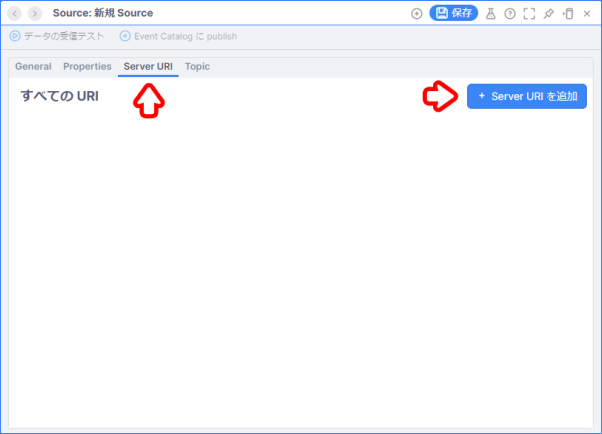 Source: 新規 Source
保存
データの受信テスト
Event Catalog に publish
General Properties Server URI Topic
すべての URI
+ Server URI を追加